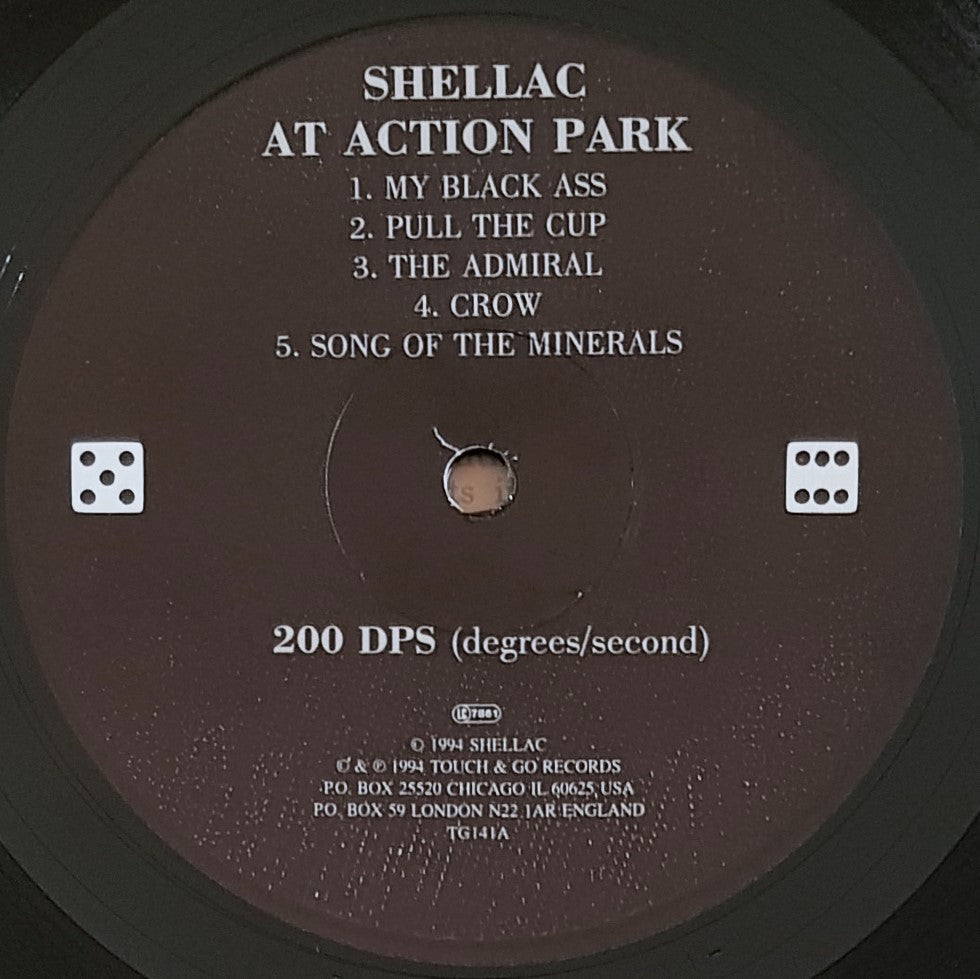 SHELLAC
AT ACTION PARK
1. MY BLACK ASS
2. PULL THE CUP
3. THE ADMIRAL
4. CROW
5. SONG OF THE MINERALS
200 DPS (degrees/second)
LC 7661
© 1994 SHELLAC
© & ℗ 1994 TOUCH & GO RECORDS
P.O. BOX 25520 CHICAGO IL 60625 USA
P.O. BOX 59 LONDON N22 1AR ENGLAND
TG141A